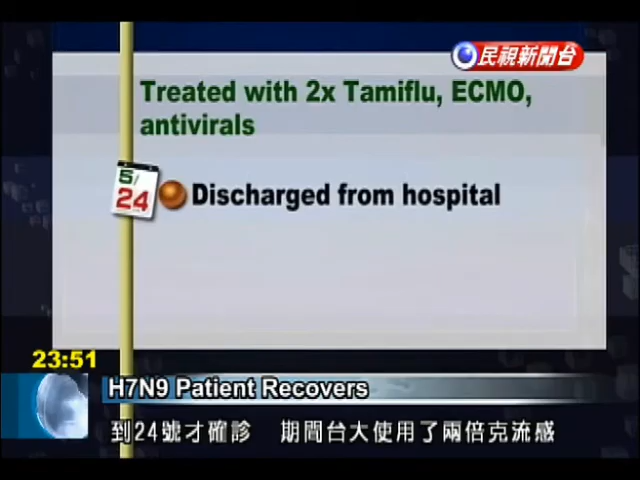 民視新聞台
Treated with 2x Tamiflu, ECMO,
antivirals
5/
24
Discharged from hospital
23:51
H7N9 Patient Recovers
到24號才確診 期間台大使用了兩倍克流感